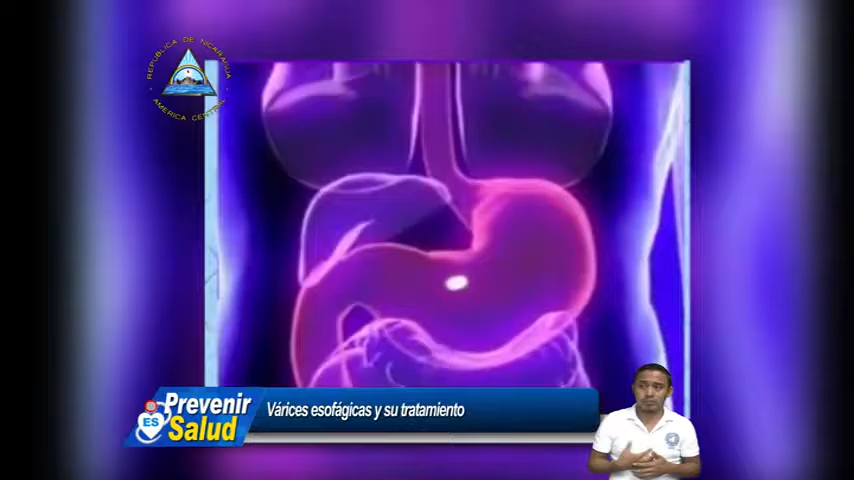 REPÚBLICA DE NICARAGUA
AMÉRICA CENTRAL
Prevenir
ES
Salud
Várices esofágicas y su tratamiento